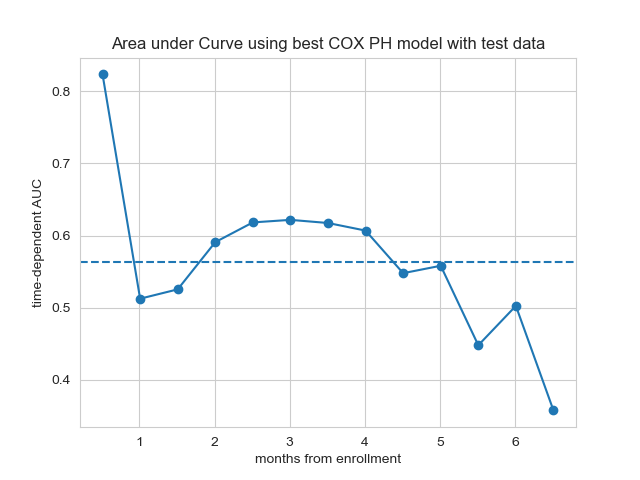 Area under Curve using best COX PH model with test data
time-dependent AUC
0.8
0.7
0.6
0.5
0.4
1 2 3 4 5 6
months from enrollment